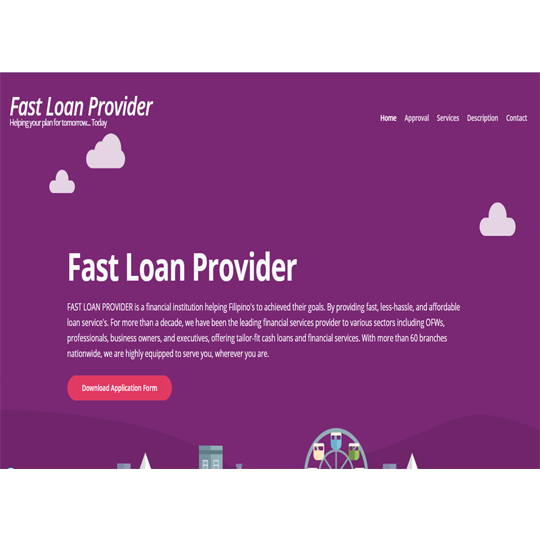 Fast Loan Provider
Helping your plan for tomorrow... Today
Home Approval Services Description Contact
Fast Loan Provider
FAST LOAN PROVIDER is a financial institution helping Filipino's to achieved their goals. By providing fast, less-hassle, and affordable
loan service's. For more than a decade, we have been the leading financial services provider to various sectors including OFWs,
professionals, business owners, and executives, offering tailor-fit cash loans and financial services. With more than 60 branches
nationwide, we are highly equipped to serve you, wherever you are.
Download Application Form